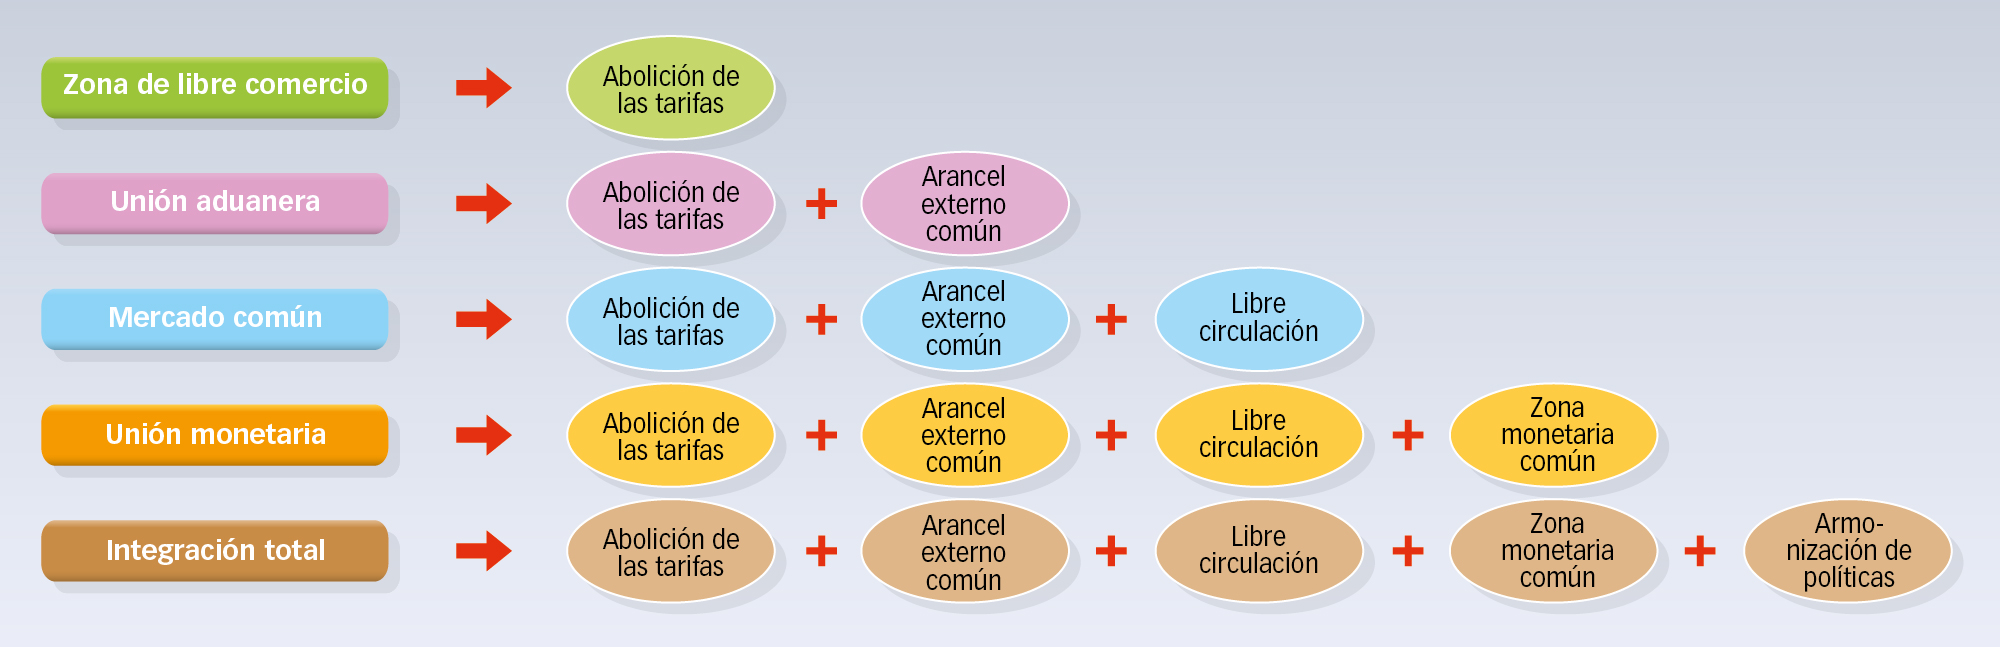 Zona de libre comercio
Abolición de
las tarifas
Unión aduanera
Abolición de
las tarifas
+
Arancel
externo
común
Mercado común
Abolición de
las tarifas
+
Arancel
externo
común
+
Libre
circulación
Unión monetaria
Abolición de
las tarifas
+
Arancel
externo
común
+
Libre
circulación
+
Zona
monetaria
común
Integración total
Abolición de
las tarifas
+
Arancel
externo
común
+
Libre
circulación
+
Zona
monetaria
común
+
Armo-
nización de
políticas